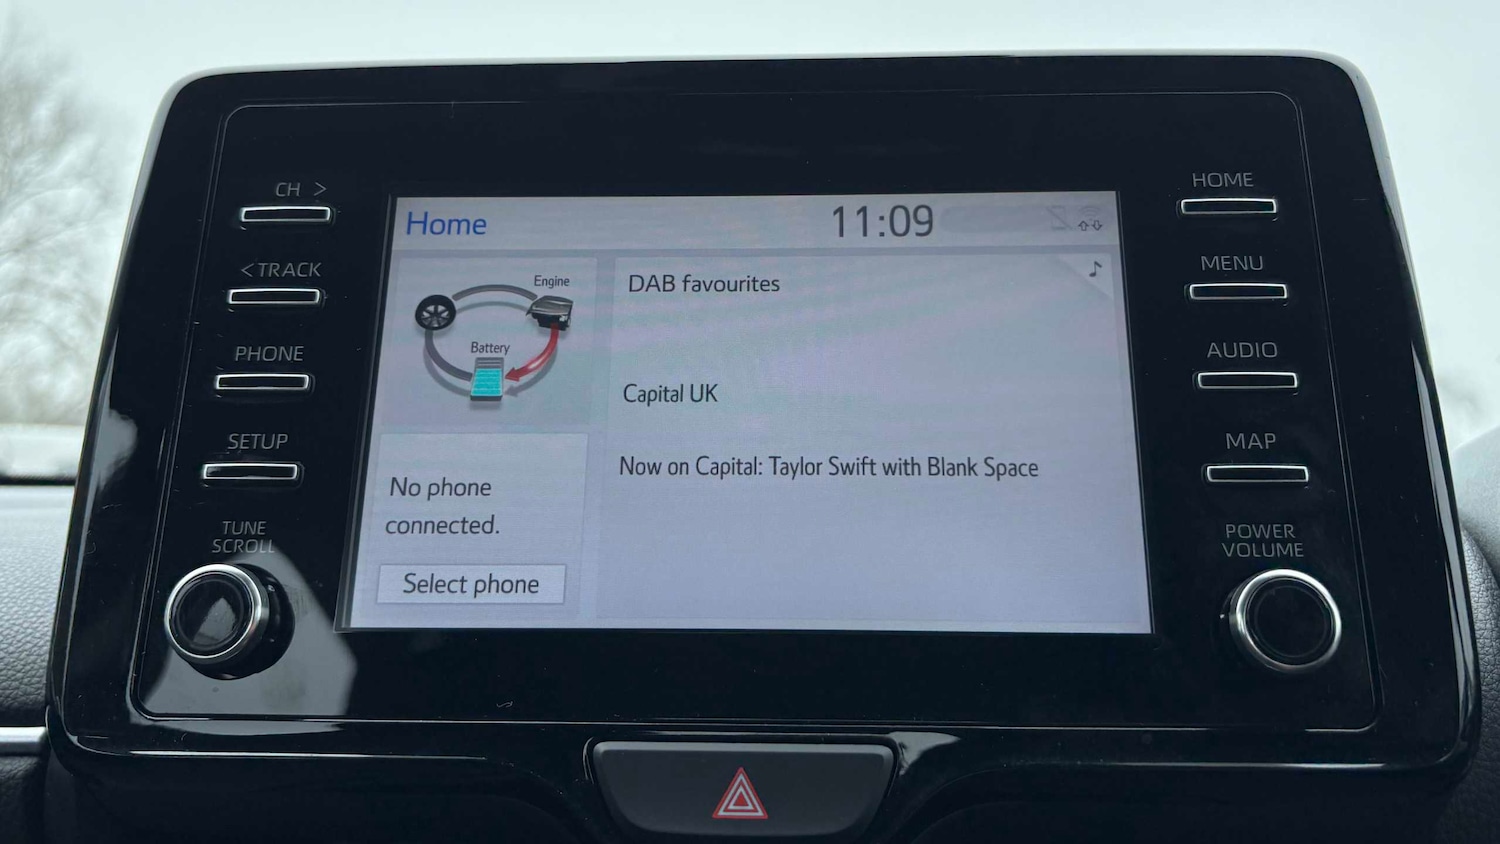 CH >
< TRACK
PHONE
SETUP
TUNE
SCROLL
Home
11:09
Engine
Battery
No phone
connected.
Select phone
DAB favourites
Capital UK
Now on Capital: Taylor Swift with Blank Space
HOME
MENU
AUDIO
MAP
POWER
VOLUME